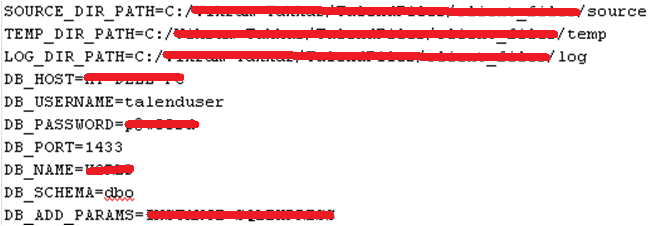 SOURCE_DIR_PATH=C:/ /source
TEMP_DIR_PATH=C:/ /temp
LOG_DIR_PATH=C:/ /log
DB_HOST=
DB_USERNAME=talenduser
DB_PASSWORD=
DB_PORT=1433
DB_NAME=
DB_SCHEMA=dbo
DB_ADD_PARAMS=